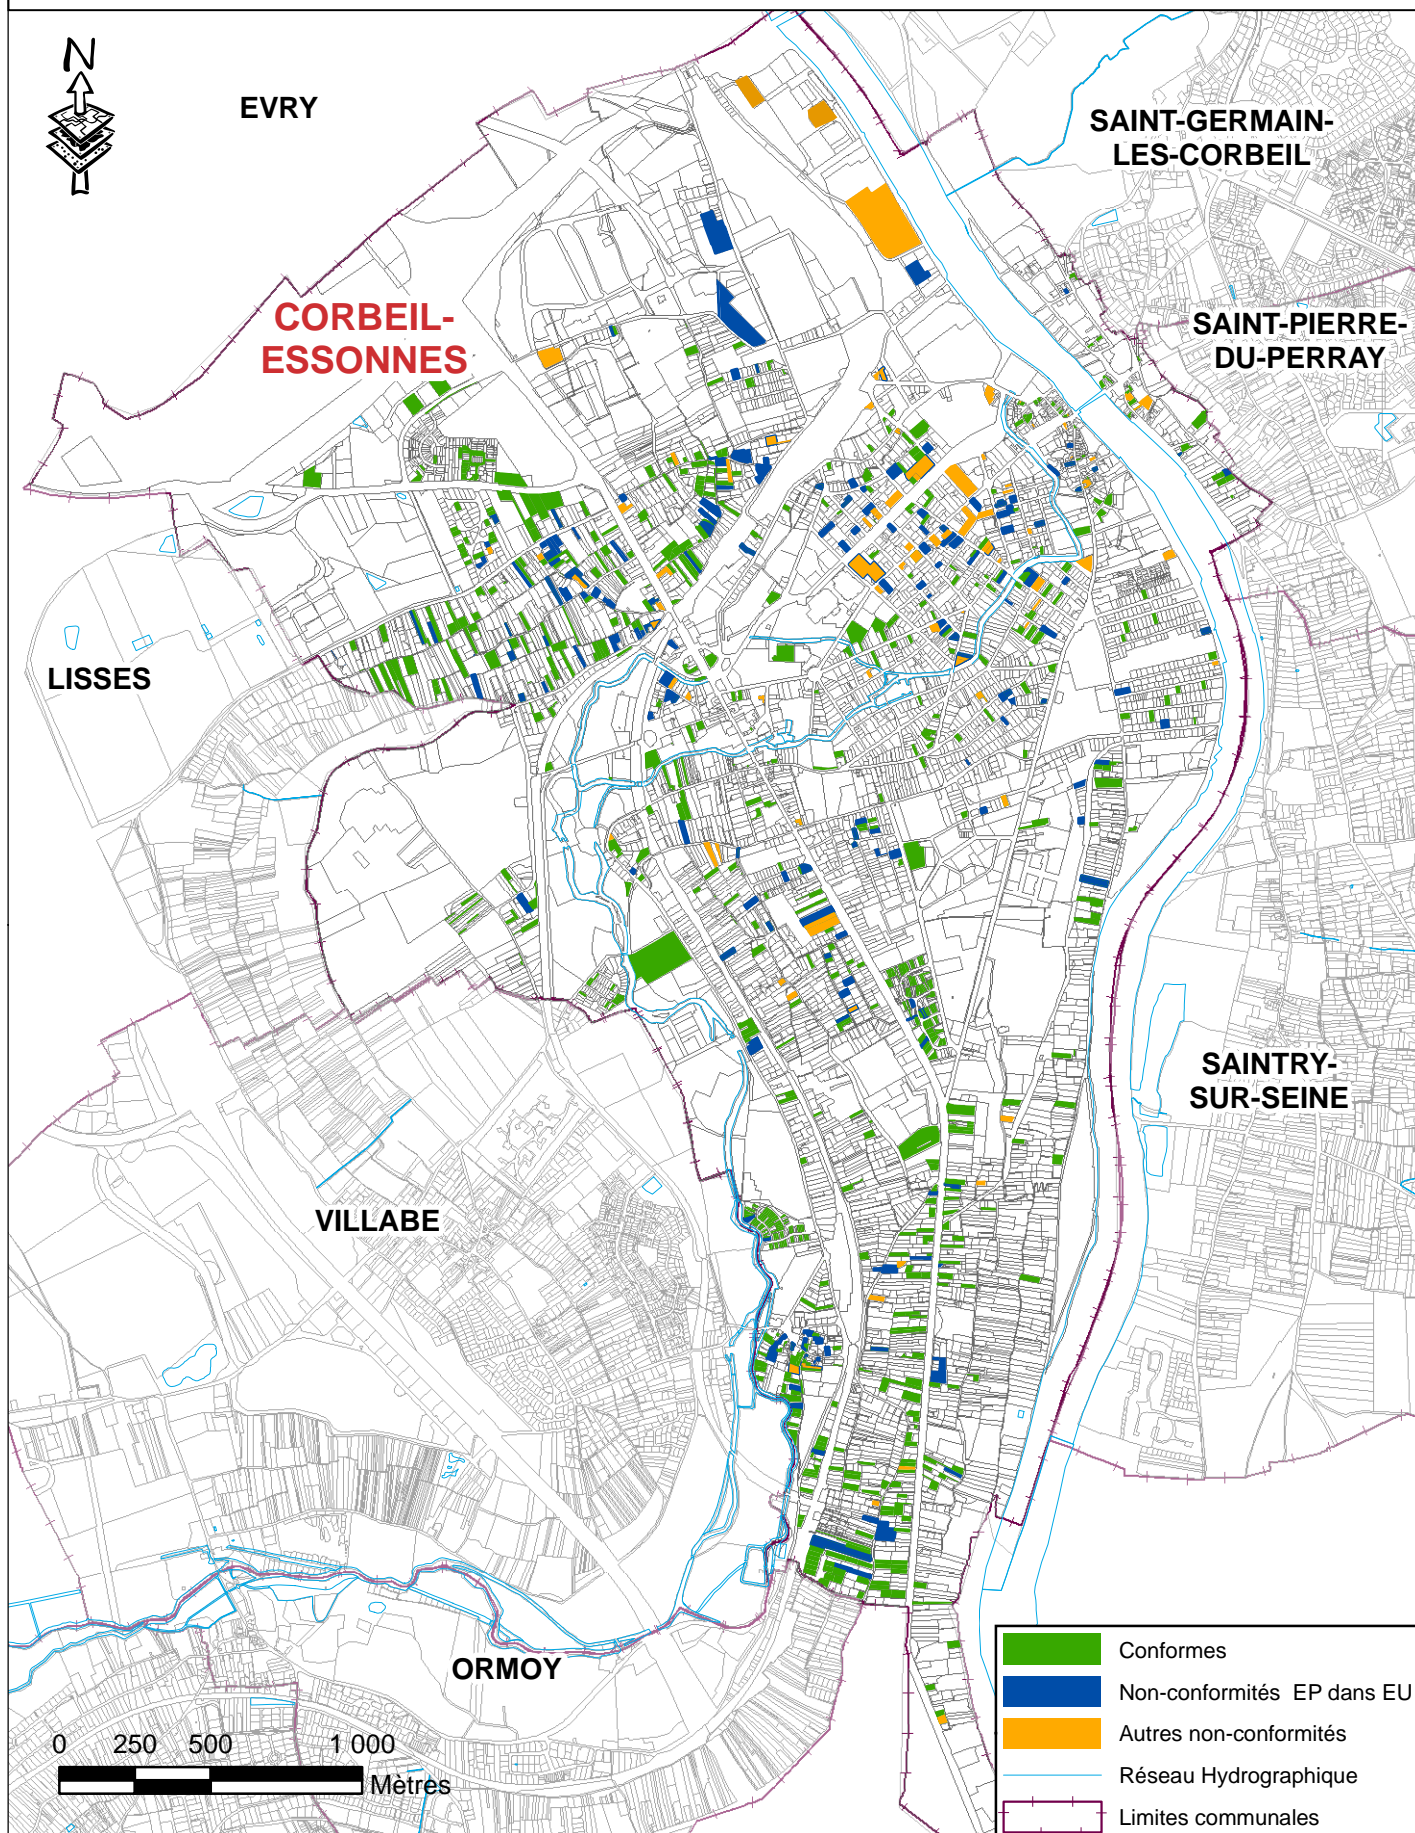 N
EVRY
SAINT-GERMAIN-
LES-CORBEIL
CORBEIL-
ESSONNES
SAINT-PIERRE-
DU-PERRAY
LISSES
SAINTRY-
SUR-SEINE
VILLABE
ORMOY
0 250 500 1 000
Mètres
Conformes
Non-conformités EP dans EU
Autres non-conformités
Réseau Hydrographique
Limites communales